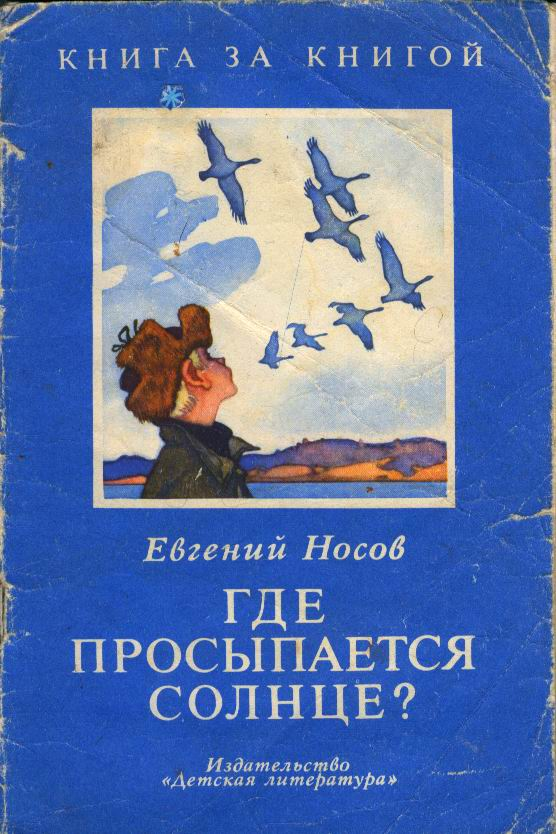 КНИГА ЗА КНИГОЙ
Евгений Носов
ГДЕ
ПРОСЫПАЕТСЯ
СОЛНЦЕ?
Издательство
«Детская литература»